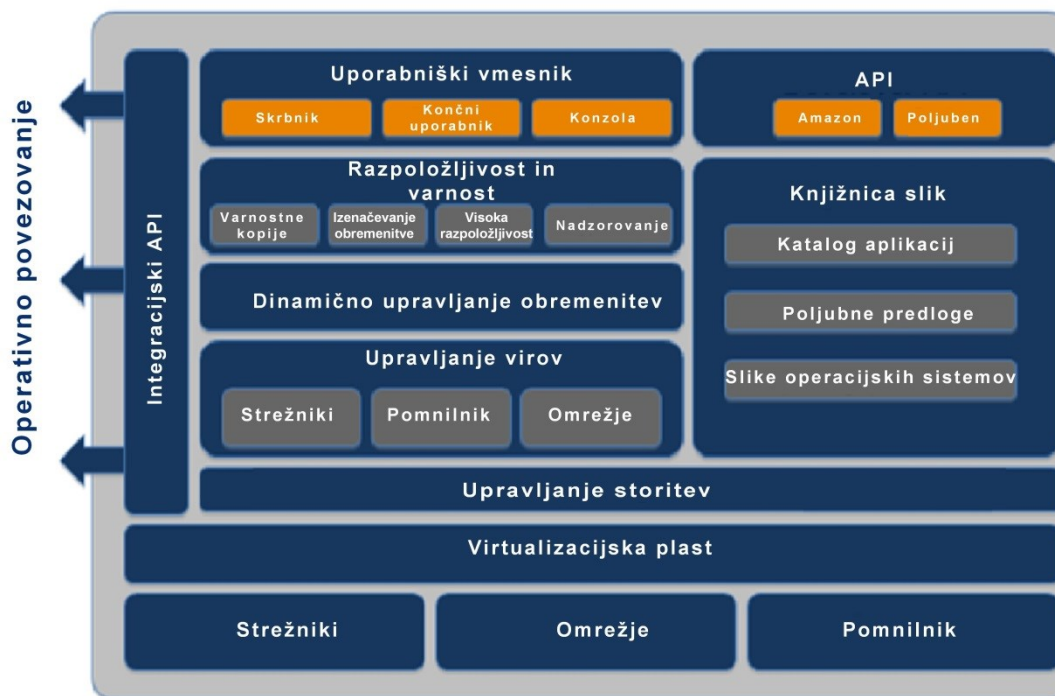 Operativno povezovanje
Integracijski API
Uporabniški vmesnik
Skrbnik
Končni
uporabnik
Konzola
API
Amazon
Poljuben
Razpoložljivost in
varnost
Varnostne
kopije
Izenačevanje
obremenitve
Visoka
razpoložljivost
Nadzorovanje
Knjižnica slik
Katalog aplikacij
Poljubne predloge
Slike operacijskih sistemov
Dinamično upravljanje obremenitev
Upravljanje virov
Strežniki
Pomnilnik
Omrežje
Upravljanje storitev
Virtualizacijska plast
Strežniki
Omrežje
Pomnilnik